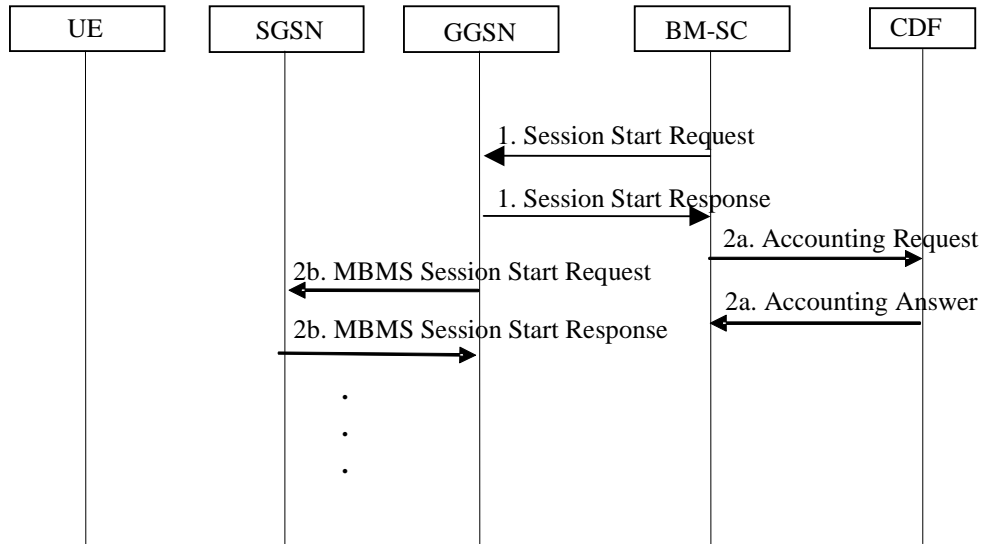 UE
SGSN
GGSN
BM-SC
CDF
1. Session Start Request
1. Session Start Response
2a. Accounting Request
2b. MBMS Session Start Request
2a. Accounting Answer
2b. MBMS Session Start Response
.
.
.